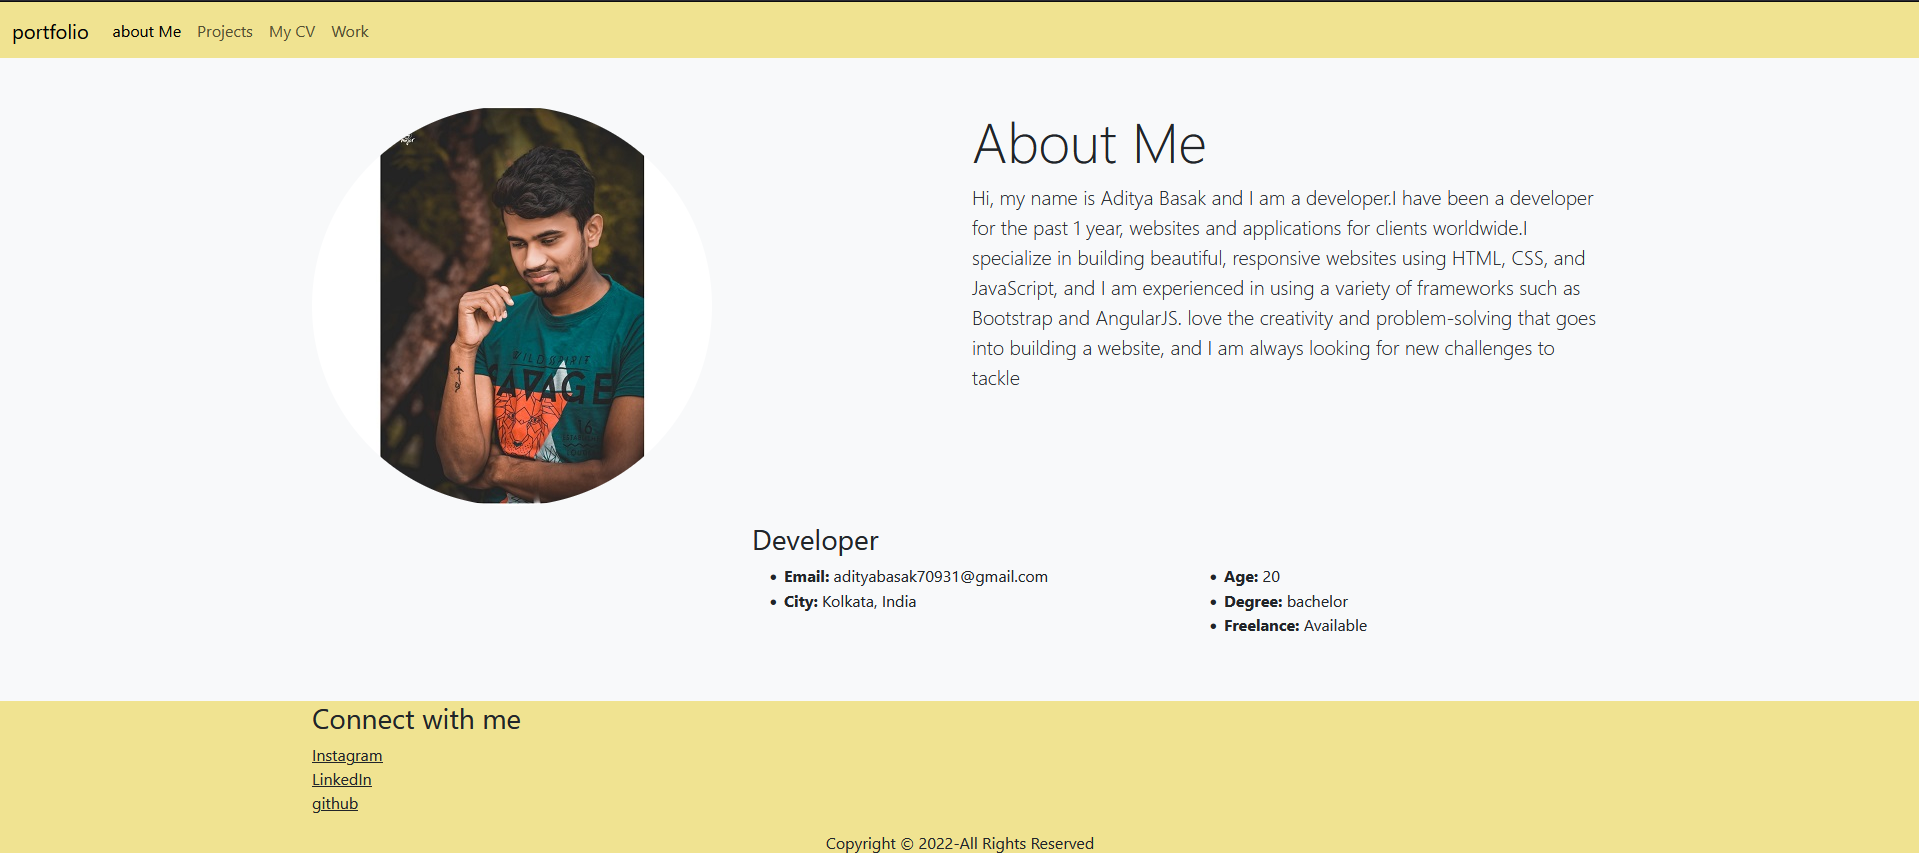 portfolio about Me Projects My CV Work
About Me
Hi, my name is Aditya Basak and I am a developer.I have been a developer
for the past 1 year, websites and applications for clients worldwide.I
specialize in building beautiful, responsive websites using HTML, CSS, and
JavaScript, and I am experienced in using a variety of frameworks such as
Bootstrap and AngularJS. love the creativity and problem-solving that goes
into building a website, and I am always looking for new challenges to
tackle
WILD SPIRIT
SAVAGE
16
Developer
Email: adityabasak70931@gmail.com
City: Kolkata, India
Age: 20
Degree: bachelor
Freelance: Available
Connect with me
Instagram
LinkedIn
github
Copyright © 2022-All Rights Reserved